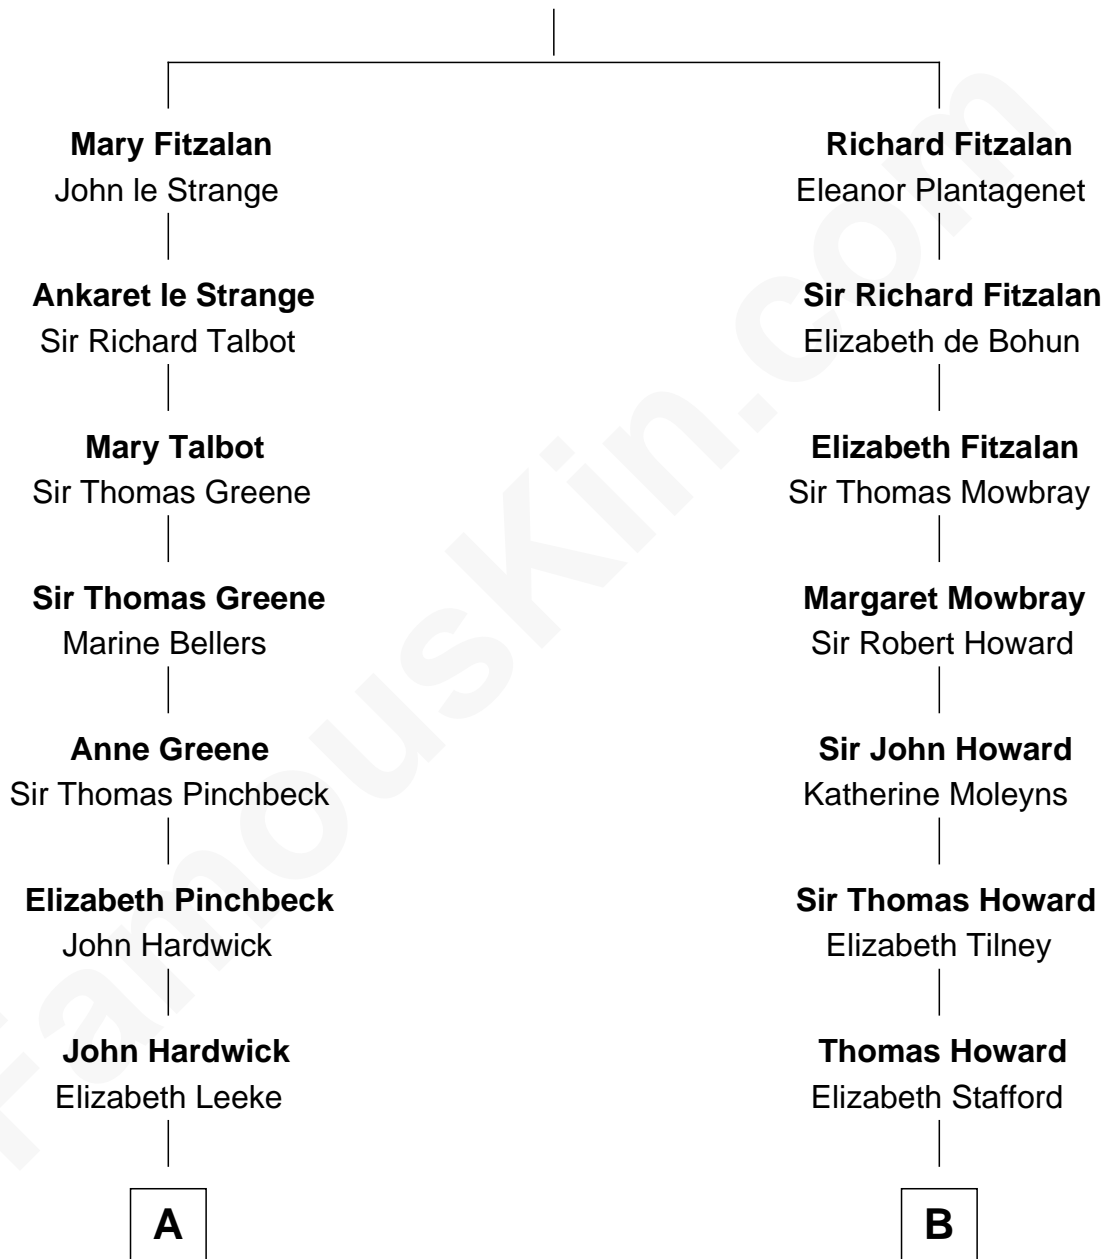 Mary Fitzalan
John le Strange
Ankaret le Strange
Sir Richard Talbot
Mary Talbot
Sir Thomas Greene
Sir Thomas Greene
Marine Bellers
Anne Greene
Sir Thomas Pinchbeck
Elizabeth Pinchbeck
John Hardwick
John Hardwick
Elizabeth Leeke
A
Richard Fitzalan
Eleanor Plantagenet
Sir Richard Fitzalan
Elizabeth de Bohun
Elizabeth Fitzalan
Sir Thomas Mowbray
Margaret Mowbray
Sir Robert Howard
Sir John Howard
Katherine Moleyns
Sir Thomas Howard
Elizabeth Tilney
Thomas Howard
Elizabeth Stafford
B
FamousKin.com